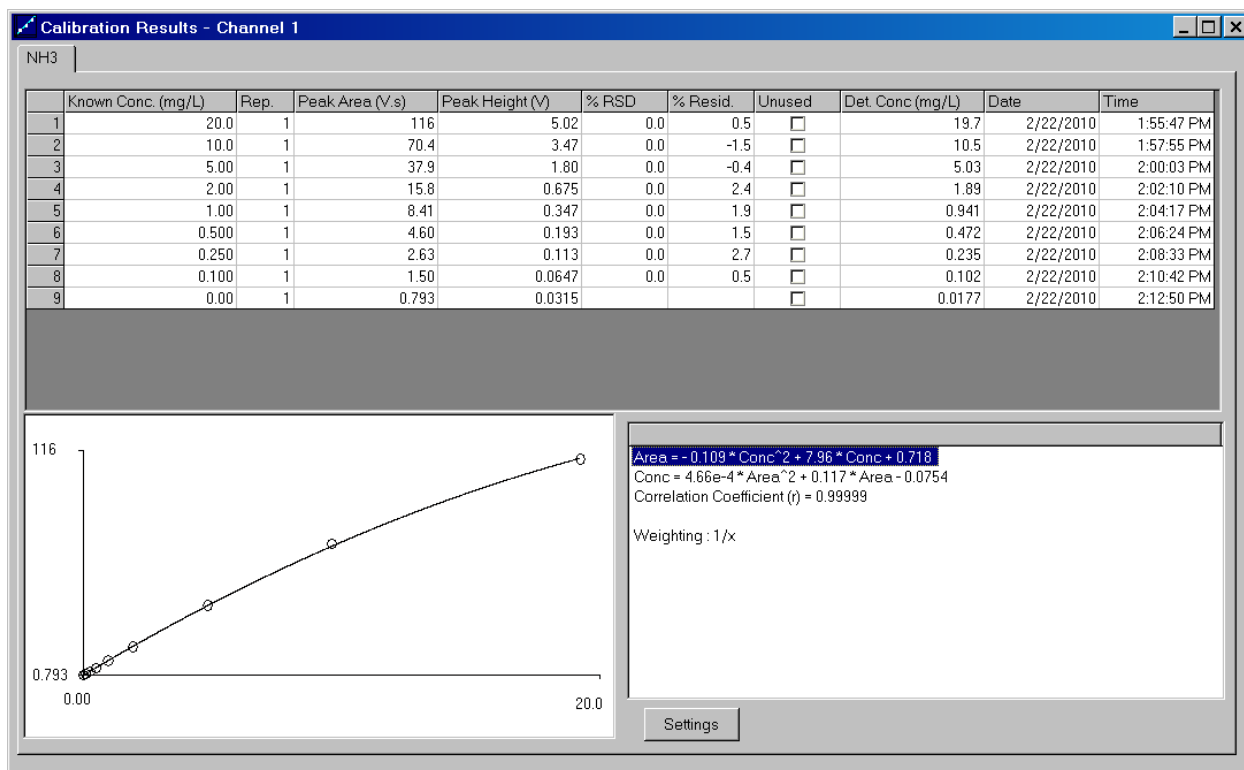 Calibration Results - Channel 1
NH3
Known Conc. (mg/L) Rep. Peak Area (V.s) Peak Height (V) % RSD % Resid. Unused Det. Conc (mg/L) Date Time
1 20.0 1 116 5.02 0.0 0.5 19.7 2/22/2010 1:55:47 PM
2 10.0 1 70.4 3.47 0.0 -1.5 10.5 2/22/2010 1:57:55 PM
3 5.00 1 37.9 1.80 0.0 -0.4 5.03 2/22/2010 2:00:03 PM
4 2.00 1 15.8 0.675 0.0 2.4 1.89 2/22/2010 2:02:10 PM
5 1.00 1 8.41 0.347 0.0 1.9 0.941 2/22/2010 2:04:17 PM
6 0.500 1 4.60 0.193 0.0 1.5 0.472 2/22/2010 2:06:24 PM
7 0.250 1 2.63 0.113 0.0 2.7 0.235 2/22/2010 2:08:33 PM
8 0.100 1 1.50 0.0647 0.0 0.5 0.102 2/22/2010 2:10:42 PM
9 0.00 1 0.793 0.0315 0.0177 2/22/2010 2:12:50 PM
116
0.793
0.00
20.0
Area = - 0.109 * Conc^2 + 7.96 * Conc + 0.718
Conc = 4.66e-4 * Area^2 + 0.117 * Area - 0.0754
Correlation Coefficient (r) = 0.99999
Weighting : 1/x
Settings